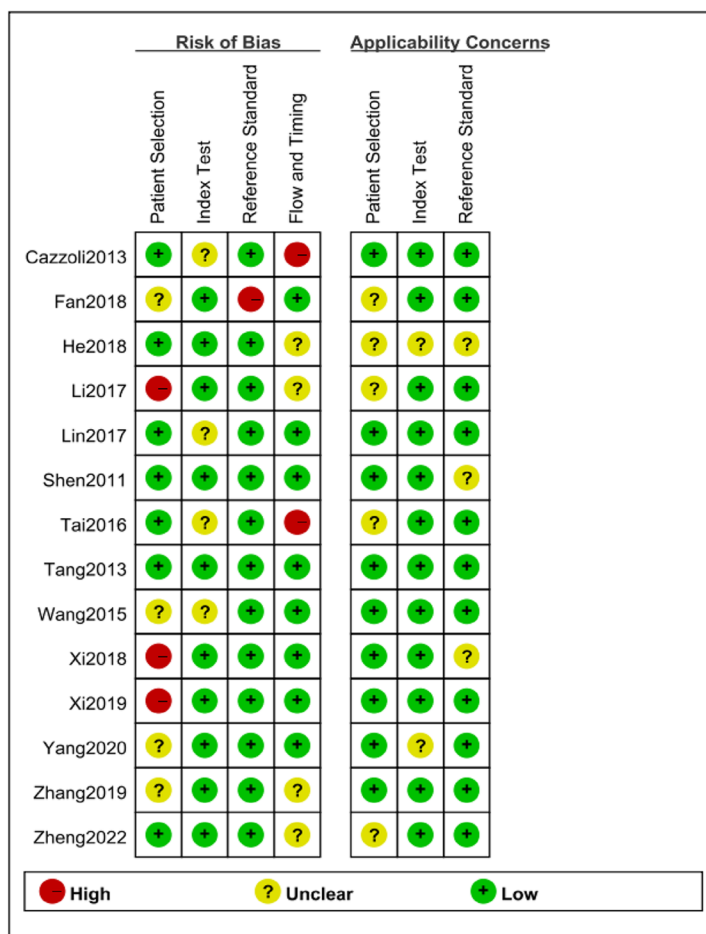 Risk of Bias Applicability Concerns
Patient Selection
Index Test
Reference Standard
Flow and Timing
Patient Selection
Index Test
Reference Standard
Cazzoli2013 + ? + - + + +
Fan2018 ? + - + ? + +
He2018 + + + ? ? ? ?
Li2017 - + + ? ? + +
Lin2017 + ? + + + + +
Shen2011 + + + + + + ?
Tai2016 + ? + - ? + +
Tang2013 + + + + + + +
Wang2015 ? ? + + + + +
Xi2018 - + + + + + ?
Xi2019 - + + + + + +
Yang2020 ? + + + + ? +
Zhang2019 ? + + ? + + +
Zheng2022 + + + ? ? + +
- High ? Unclear + Low